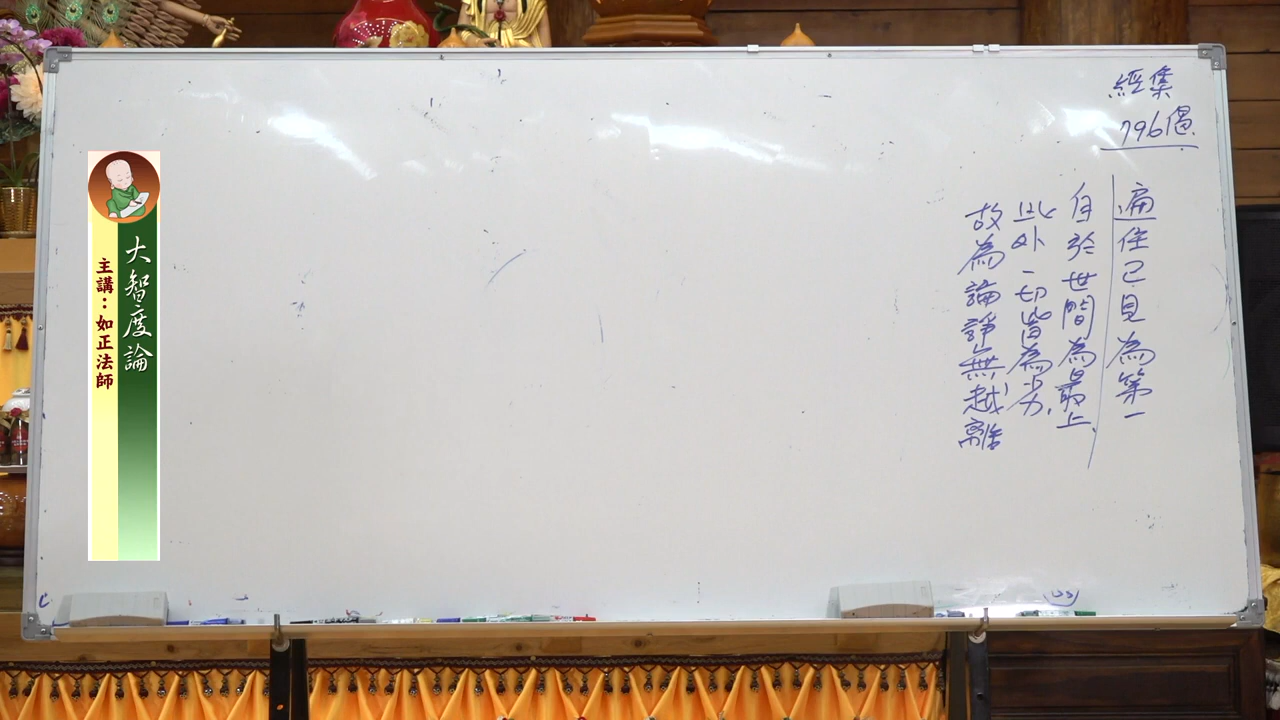 經集
796偈
徧住己見為第一
自於世間為最上、
此外一切皆為劣，
故為論諍無越離
大智度論
主講：如正法師